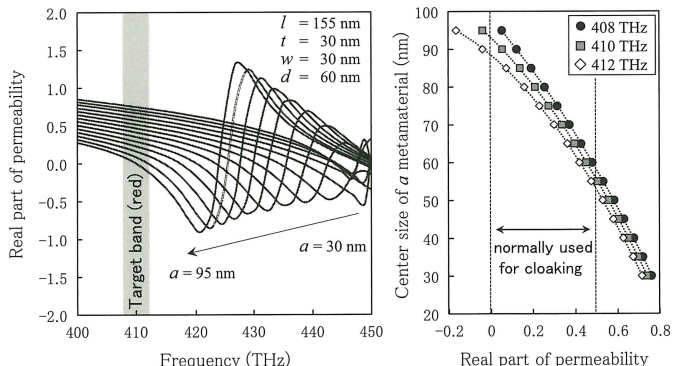 Real part of permeability
2.0
1.5
1.0
0.5
0.0
-0.5
-1.0
-1.5
-2.0
400
410
420
430
440
450
Frequency (THz)
Target band (red)
l = 155 nm
t = 30 nm
w = 30 nm
d = 60 nm
a = 30 nm
a = 95 nm
Center size of a metamaterial (nm)
100
90
80
70
60
50
40
30
20
-0.2
0
0.2
0.4
0.6
0.8
Real part of permeability
408 THz
410 THz
412 THz
normally used
for cloaking